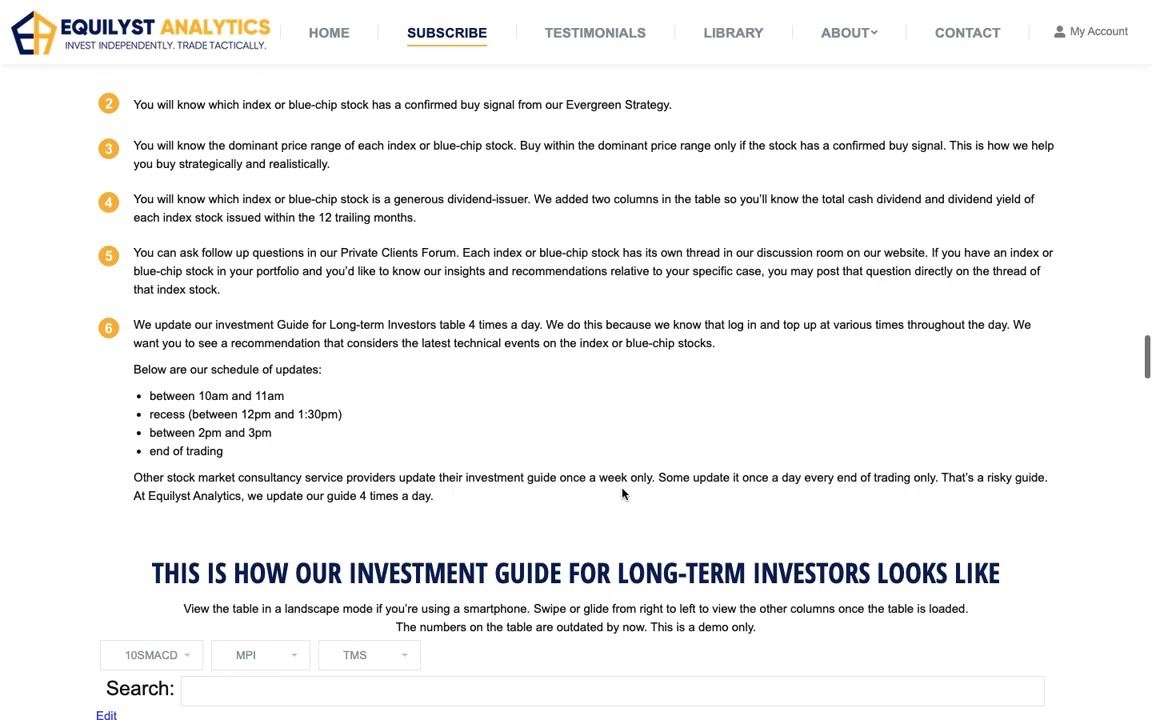 EQUILYST ANALYTICS
INVEST INDEPENDENTLY. TRADE TACTICALLY.
HOME
SUBSCRIBE
TESTIMONIALS
LIBRARY
ABOUT
CONTACT
My Account
2 You will know which index or blue-chip stock has a confirmed buy signal from our Evergreen Strategy.
3 You will know the dominant price range of each index or blue-chip stock. Buy within the dominant price range only if the stock has a confirmed buy signal. This is how we help
you buy strategically and realistically.
4 You will know which index or blue-chip stock is a generous dividend-issuer. We added two columns in the table so you'll know the total cash dividend and dividend yield of
each index stock issued within the 12 trailing months.
5 You can ask follow up questions in our Private Clients Forum. Each index or blue-chip stock has its own thread in our discussion room on our website. If you have an index or
blue-chip stock in your portfolio and you'd like to know our insights and recommendations relative to your specific case, you may post that question directly on the thread of
that index stock.
6 We update our investment Guide for Long-term Investors table 4 times a day. We do this because we know that log in and top up at various times throughout the day. We
want you to see a recommendation that considers the latest technical events on the index or blue-chip stocks.
Below are our schedule of updates:
• between 10am and 11am
• recess (between 12pm and 1:30pm)
• between 2pm and 3pm
• end of trading
Other stock market consultancy service providers update their investment guide once a week only. Some update it once a day every end of trading only. That's a risky guide.
At Equilyst Analytics, we update our guide 4 times a day.
THIS IS HOW OUR INVESTMENT GUIDE FOR LONG-TERM INVESTORS LOOKS LIKE
View the table in a landscape mode if you're using a smartphone. Swipe or glide from right to left to view the other columns once the table is loaded.
The numbers on the table are outdated by now. This is a demo only.
10SMACD
MPI
TMS
Search:
Edit